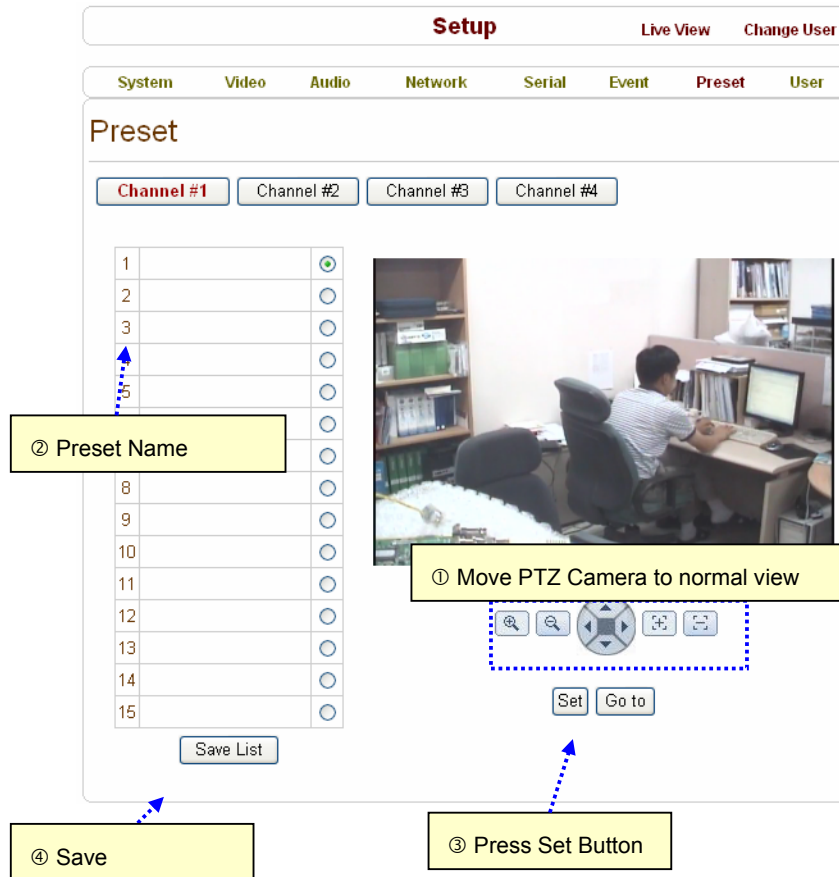 Setup Live View Change User
System Video Audio Network Serial Event Preset User
Preset
Channel #1 Channel #2 Channel #3 Channel #4
1
2
3
4
5
② Preset Name
8
9
10
11
① Move PTZ Camera to normal view
12
13
14
15
Set Go to
Save List
③ Press Set Button
④ Save